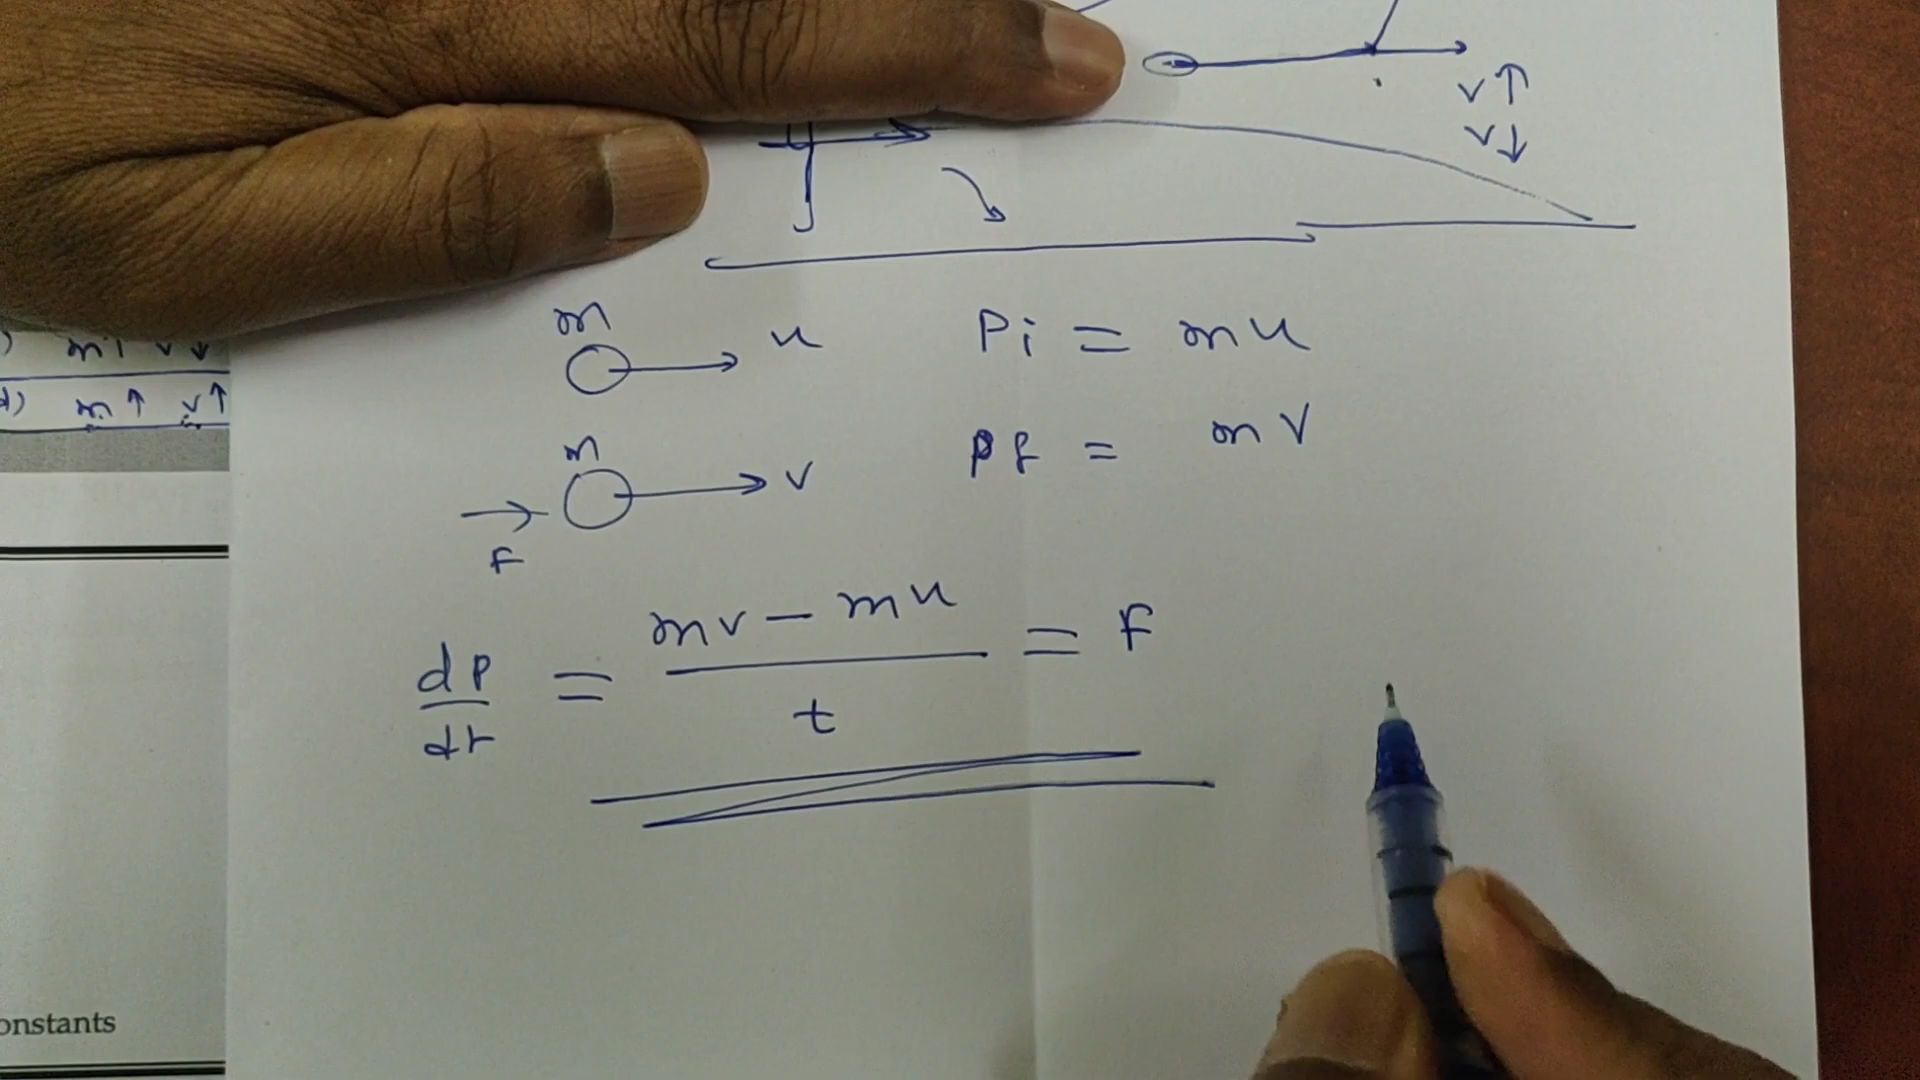 v↑
v↓
m↑ v↓
d) m↑ v↑
m u Pi = mu
m v Pf = mv
F
dp/dt = mv - mu / t = F
onstants